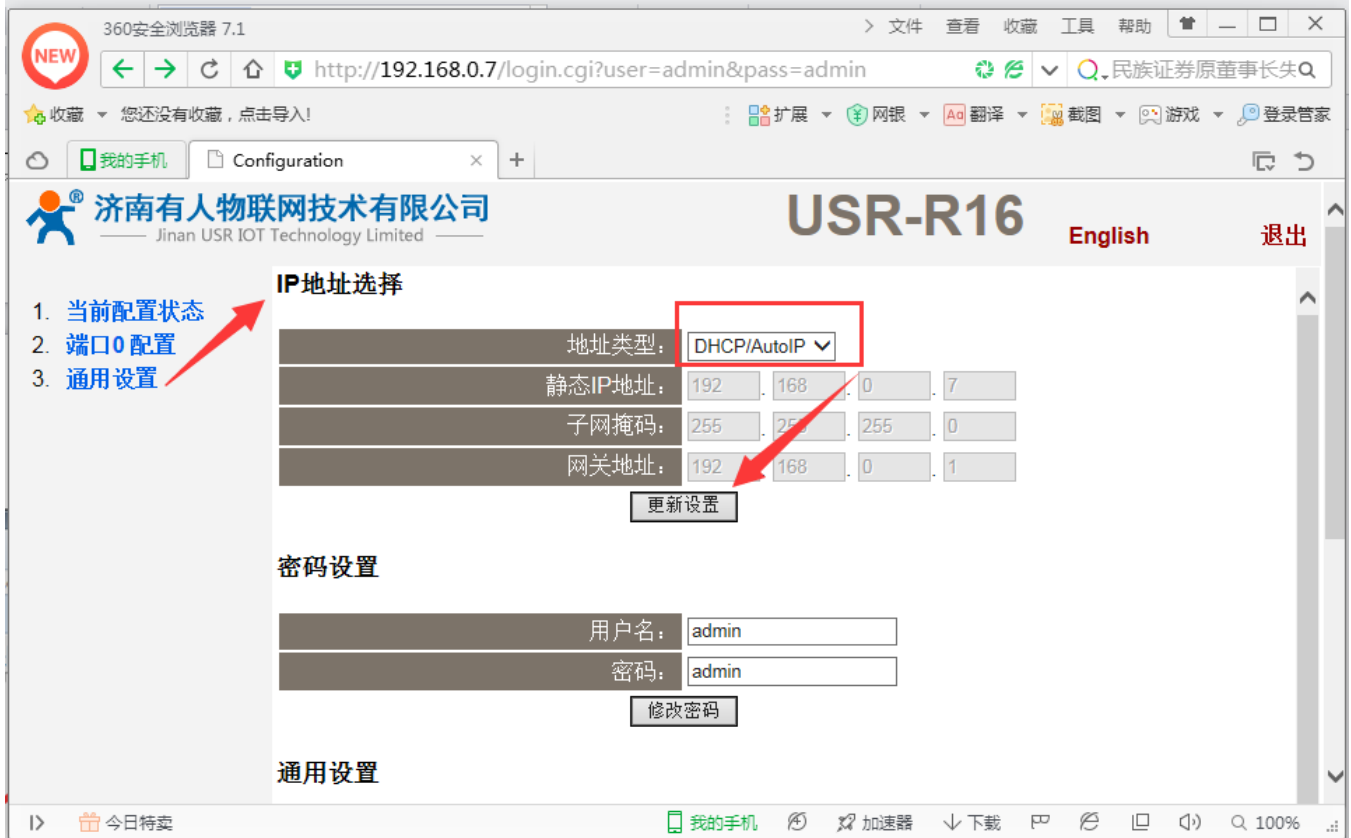 360安全浏览器 7.1
文件 查看 收藏 工具 帮助
NEW
http://192.168.0.7/login.cgi?user=admin&pass=admin
民族证券原董事长失
收藏 您还没有收藏，点击导入!
扩展 网银 翻译 截图 游戏 登录管家
我的手机 Configuration
济南有人物联网技术有限公司
Jinan USR IOT Technology Limited
USR-R16
English
退出
1. 当前配置状态
2. 端口0 配置
3. 通用设置
IP地址选择
地址类型： DHCP/AutoIP
静态IP地址： 192 . 168 . 0 . 7
子网掩码： 255 . 255 . 255 . 0
网关地址： 192 . 168 . 0 . 1
更新设置
密码设置
用户名： admin
密码： admin
修改密码
通用设置
今日特卖
我的手机 加速器 下载 100%